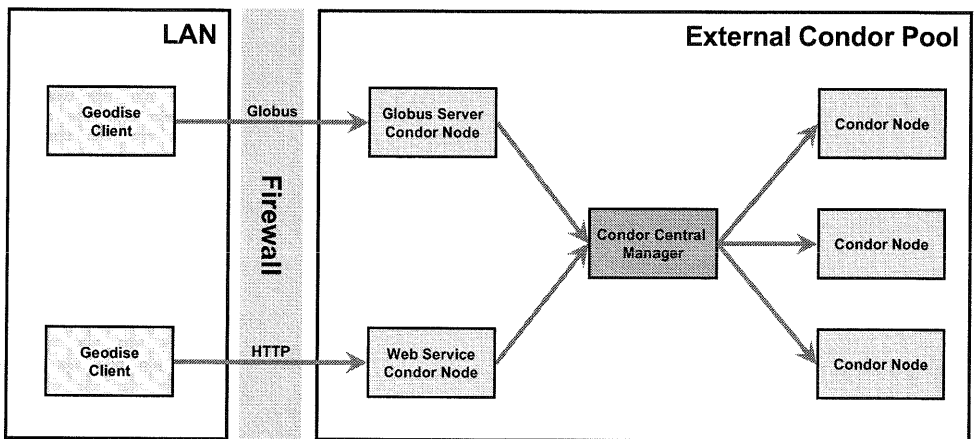 LAN
External Condor Pool
Geodise
Client
Globus
Globus Server
Condor Node
Condor Node
Firewall
Condor Central
Manager
Condor Node
Geodise
Client
HTTP
Web Service
Condor Node
Condor Node